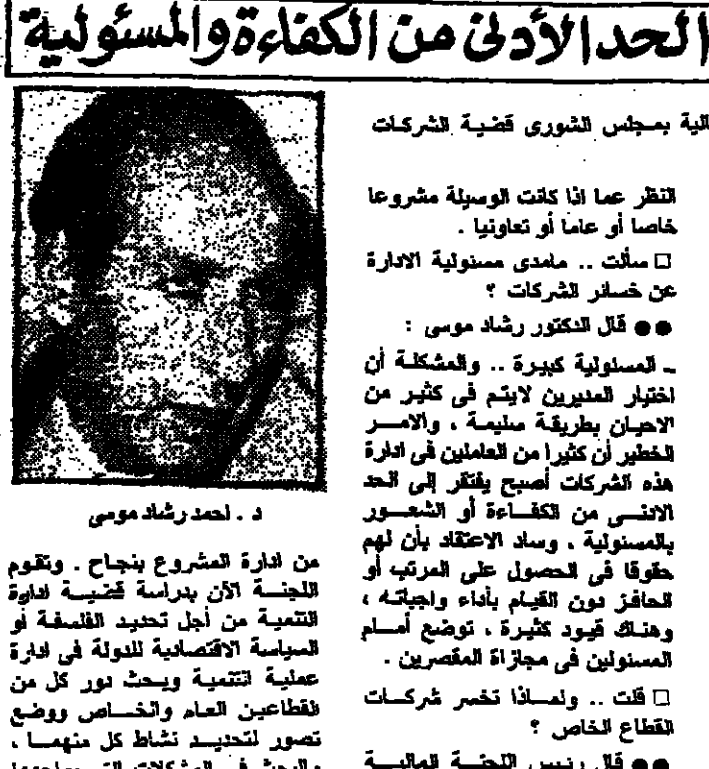 الحد الأدنى من الكفاءة والمسئولية
الية بمجلس الشورى قضية الشركات
النظر عما اذا كانت الوسيلة مشروعا
خاصا أو عاما أو تعاونيا .
□ سألت .. مامدى مسئولية الادارة
عن خسائر الشركات ؟
●● قال الدكتور رشاد موسى :
ـ المسئولية كبيرة .. والمشكلة أن
اختيار المديرين لايتم فى كثير من
الاحيان بطريقة سليمة ، والامر
الخطير أن كثيرا من العاملين فى ادارة
هذه الشركات أصبح يفتقر إلى الحد
الادنى من الكفاءة أو الشعور
بالمسئولية ، وساد الاعتقاد بأن لهم
حقوقا فى الحصول على المرتب أو
الحافز دون القيام بأداء واجباته ،
وهناك قيود كثيرة ، توضع أمام
المسئولين فى مجازاة المقصرين .
□ قلت .. ولماذا تخسر شركات
القطاع الخاص ؟
●● قال رئيس اللجنة المالية
د . احمد رشاد موسى
من ادارة المشروع بنجاح . وتقوم
اللجنة الآن بدراسة قضية ادارة
التنمية من أجل تحديد الفلسفة أو
السياسة الاقتصادية للدولة فى ادارة
عملية التنمية وبحث دور كل من
القطاعين العام والخاص ووضع
تصور لتحديد نشاط كل منهما ،
والبحث فى المشكلات التى